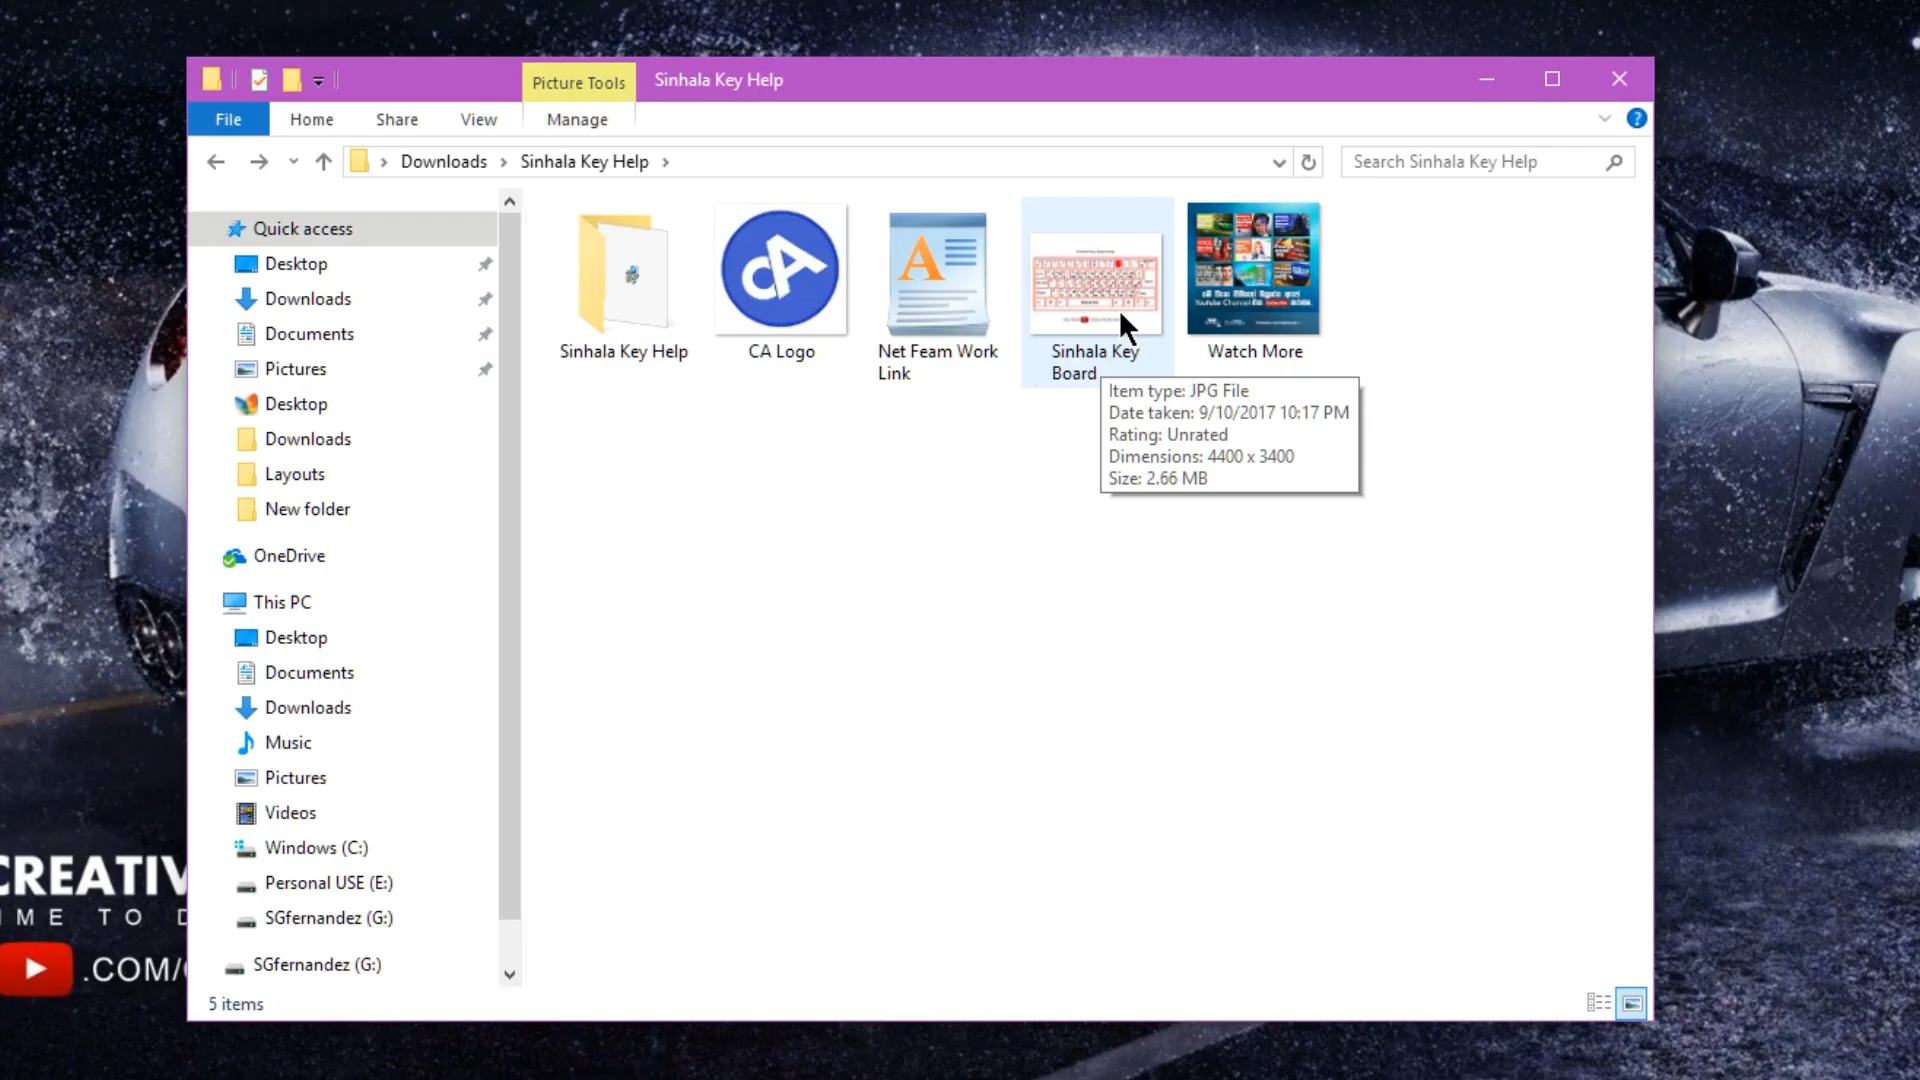 Picture Tools
Sinhala Key Help
File
Home
Share
View
Manage
Downloads
Sinhala Key Help
Search Sinhala Key Help
Quick access
Desktop
Downloads
Documents
Pictures
Desktop
Downloads
Layouts
New folder
OneDrive
This PC
Desktop
Documents
Downloads
Music
Pictures
Videos
Windows (C:)
Personal USE (E:)
SGfernandez (G:)
SGfernandez (G:)
Sinhala Key Help
CA Logo
Net Feam Work
Link
Sinhala Key
Board
Watch More
Item type: JPG File
Date taken: 9/10/2017 10:17 PM
Rating: Unrated
Dimensions: 4400 x 3400
Size: 2.66 MB
5 items
CREATIV
IME TO D
.COM/